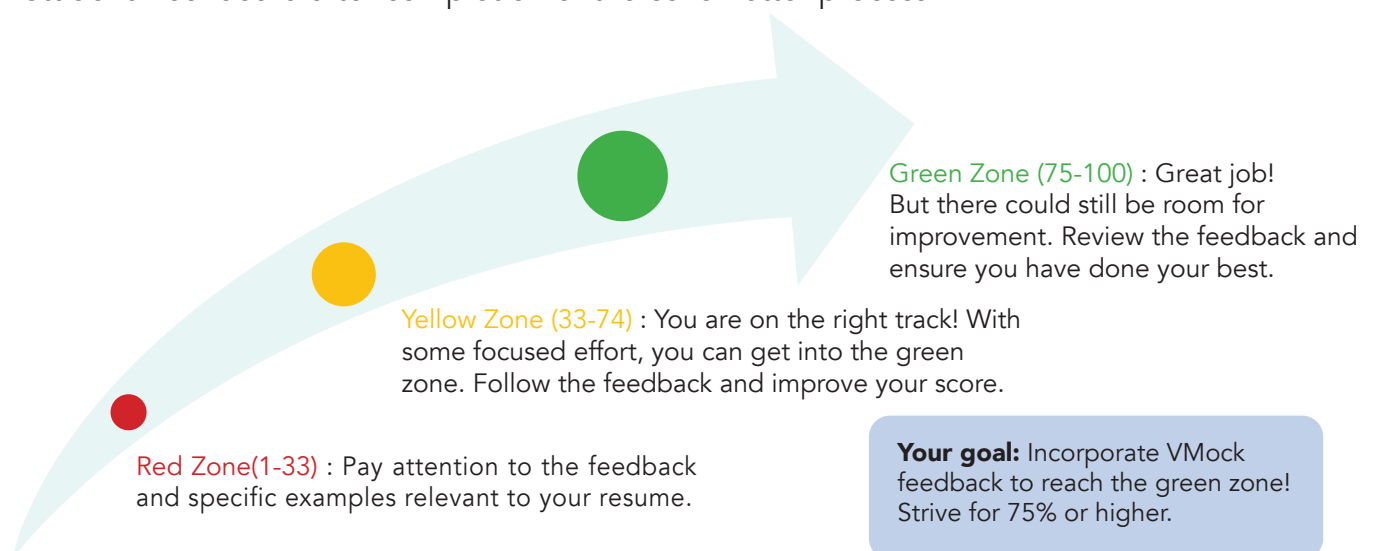 Green Zone (75-100) : Great job!
But there could still be room for
improvement. Review the feedback and
ensure you have done your best.
Yellow Zone (33-74) : You are on the right track! With
some focused effort, you can get into the green
zone. Follow the feedback and improve your score.
Red Zone(1-33) : Pay attention to the feedback
and specific examples relevant to your resume.
Your goal: Incorporate VMock
feedback to reach the green zone!
Strive for 75% or higher.